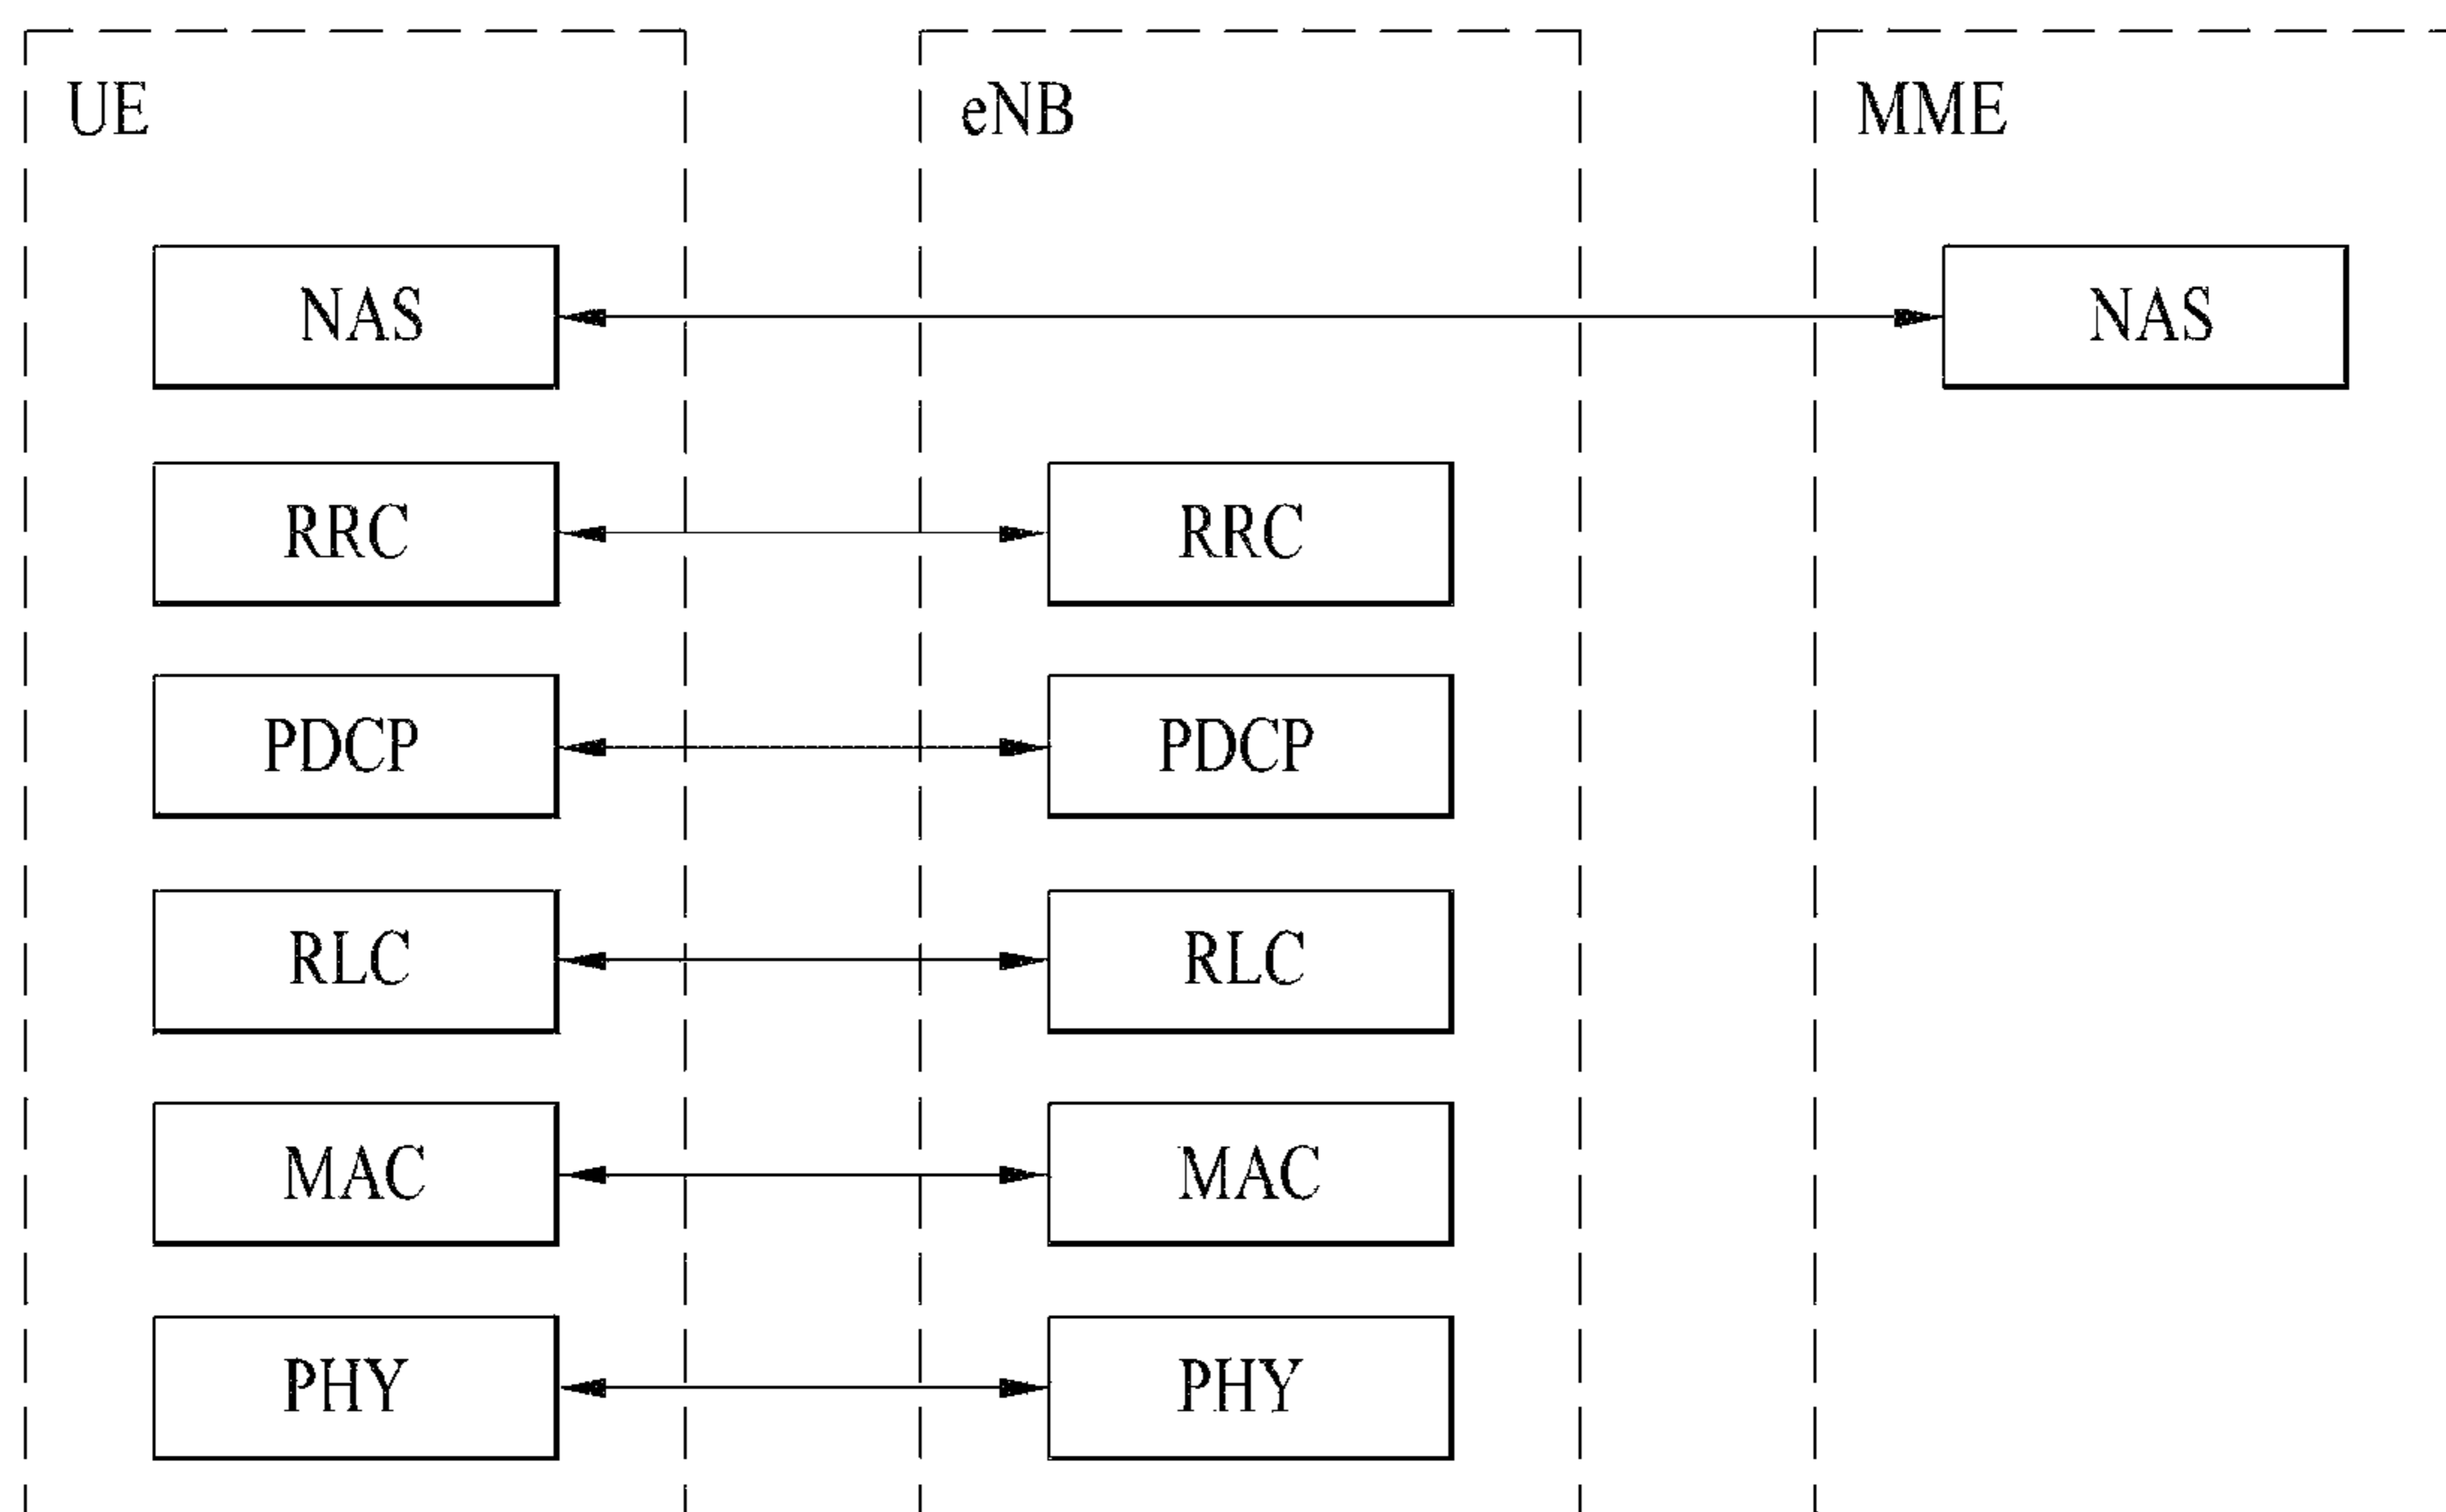 UE eNB MME
NAS NAS
RRC RRC
PDCP PDCP
RLC RLC
MAC MAC
PHY PHY